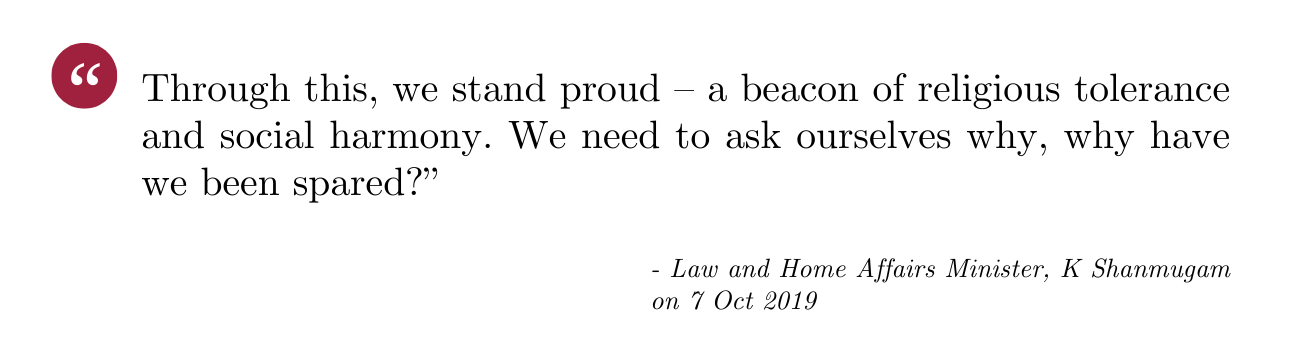 “ Through this, we stand proud – a beacon of religious tolerance
and social harmony. We need to ask ourselves why, why have
we been spared?”
- Law and Home Affairs Minister, K Shanmugam
on 7 Oct 2019